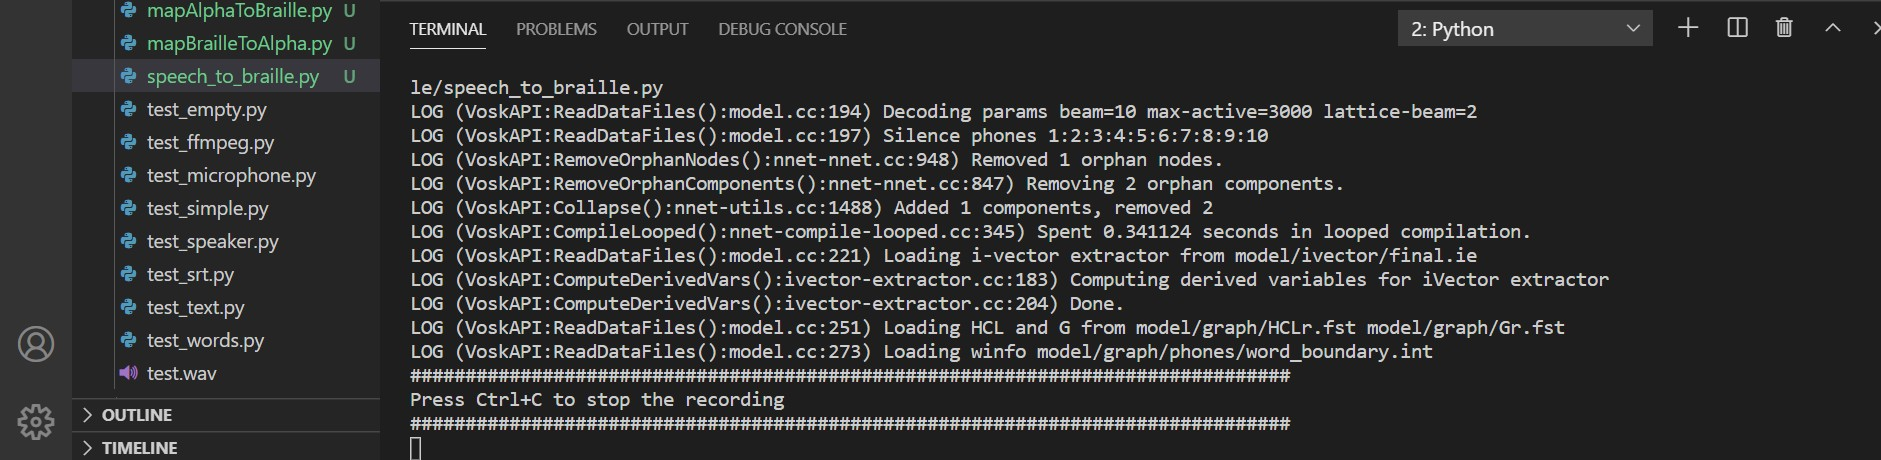 mapAlphaToBraille.py U
mapBrailleToAlpha.py U
speech_to_braille.py U
test_empty.py
test_ffmpeg.py
test_microphone.py
test_simple.py
test_speaker.py
test_srt.py
test_text.py
test_words.py
test.wav
OUTLINE
TIMELINE
TERMINAL PROBLEMS OUTPUT DEBUG CONSOLE 2: Python
le/speech_to_braille.py
LOG (VoskAPI:ReadDataFiles():model.cc:194) Decoding params beam=10 max-active=3000 lattice-beam=2
LOG (VoskAPI:ReadDataFiles():model.cc:197) Silence phones 1:2:3:4:5:6:7:8:9:10
LOG (VoskAPI:RemoveOrphanNodes():nnet-nnet.cc:948) Removed 1 orphan nodes.
LOG (VoskAPI:RemoveOrphanComponents():nnet-nnet.cc:847) Removing 2 orphan components.
LOG (VoskAPI:Collapse():nnet-utils.cc:1488) Added 1 components, removed 2
LOG (VoskAPI:CompileLooped():nnet-compile-looped.cc:345) Spent 0.341124 seconds in looped compilation.
LOG (VoskAPI:ReadDataFiles():model.cc:221) Loading i-vector extractor from model/ivector/final.ie
LOG (VoskAPI:ComputeDerivedVars():ivector-extractor.cc:183) Computing derived variables for iVector extractor
LOG (VoskAPI:ComputeDerivedVars():ivector-extractor.cc:204) Done.
LOG (VoskAPI:ReadDataFiles():model.cc:251) Loading HCL and G from model/graph/HCLr.fst model/graph/Gr.fst
LOG (VoskAPI:ReadDataFiles():model.cc:273) Loading winfo model/graph/phones/word_boundary.int
################################################################################
Press Ctrl+C to stop the recording
################################################################################